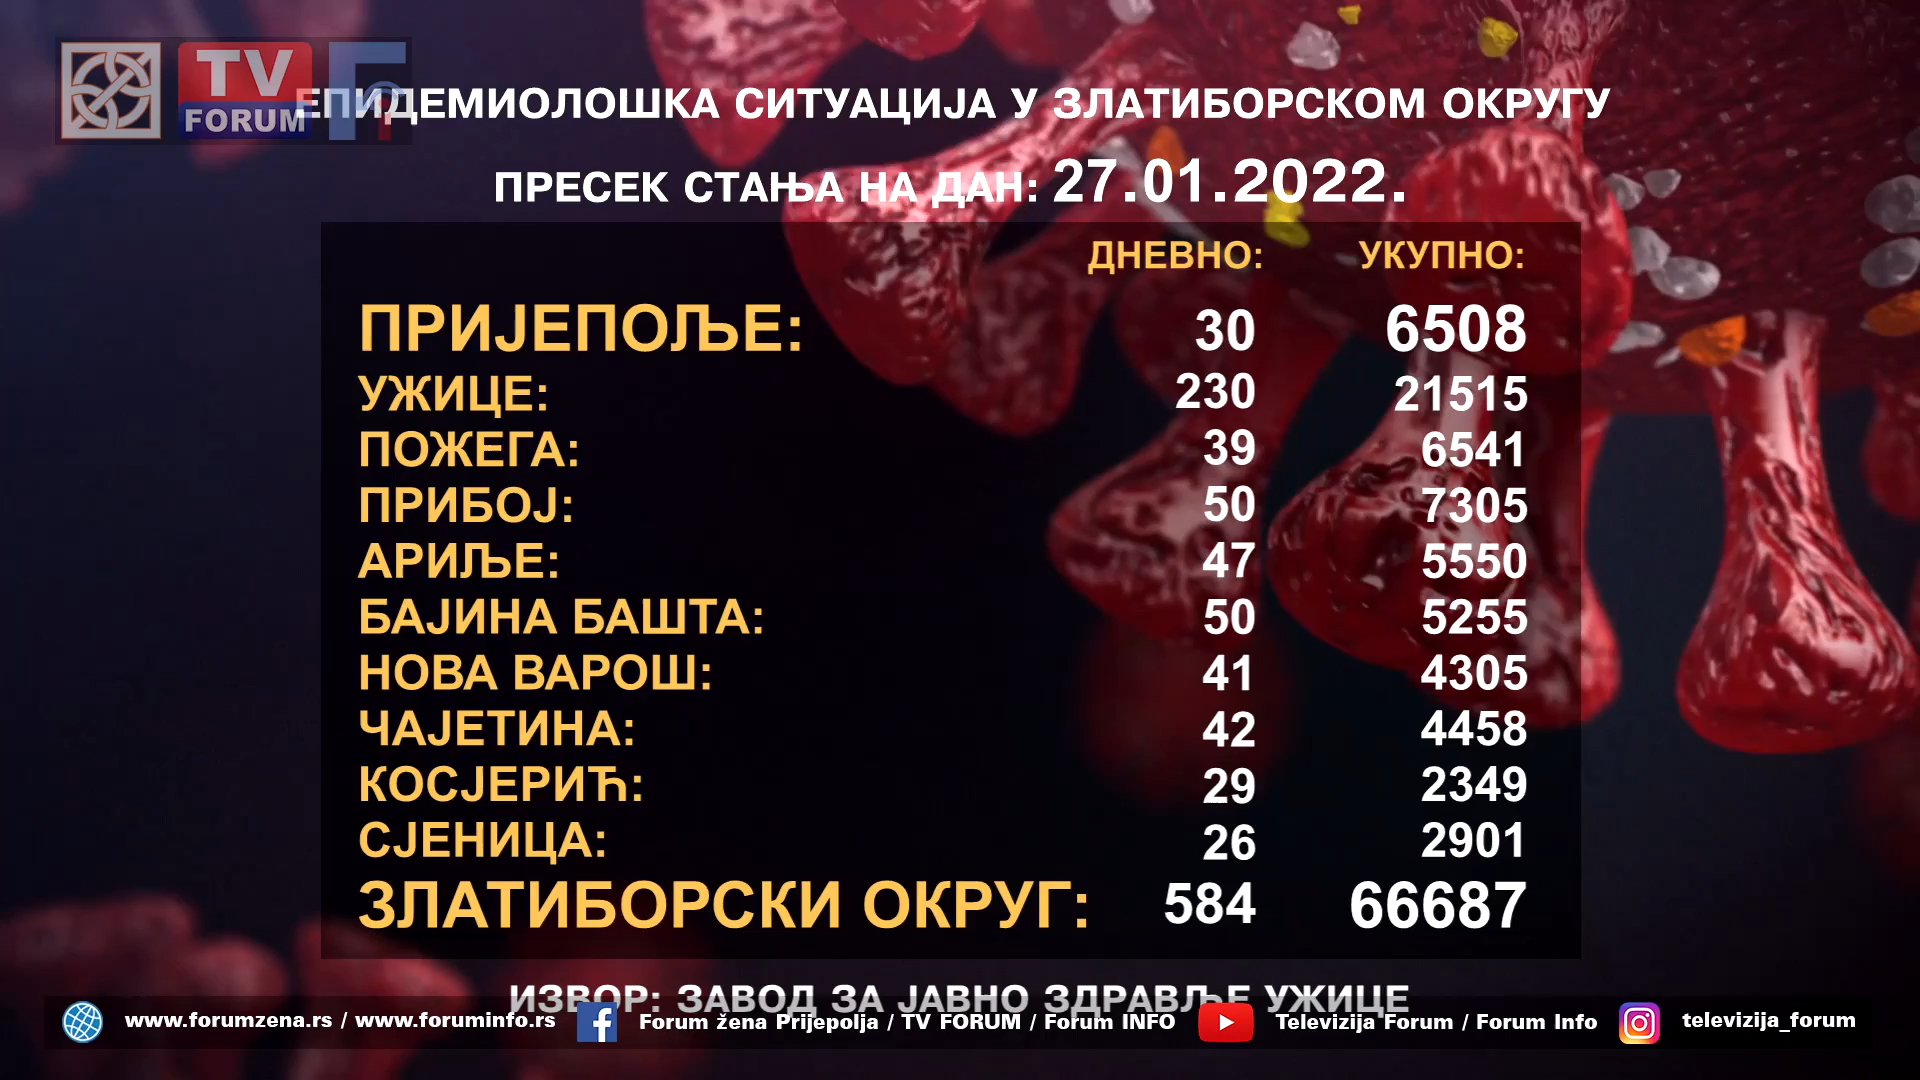 TV
FORUM
ЕПИДЕМИОЛОШКА СИТУАЦИЈА У ЗЛАТИБОРСКОМ ОКРУГУ
ПРЕСЕК СТАЊА НА ДАН: 27.01.2022.
ДНЕВНО: УКУПНО:
ПРИЈЕПОЉЕ: 30 6508
УЖИЦЕ: 230 21515
ПОЖЕГА: 39 6541
ПРИБОЈ: 50 7305
АРИЉЕ: 47 5550
БАЈИНА БАШТА: 50 5255
НОВА ВАРОШ: 41 4305
ЧАЈЕТИНА: 42 4458
КОСЈЕРИЋ: 29 2349
СЈЕНИЦА: 26 2901
ЗЛАТИБОРСКИ ОКРУГ: 584 66687
ИЗВОР: ЗАВОД ЗА ЈАВНО ЗДРАВЉЕ УЖИЦЕ
www.forumzena.rs / www.foruminfo.rs Forum žena Prijepolja / TV FORUM / Forum INFO Televizija Forum / Forum Info televizija_forum